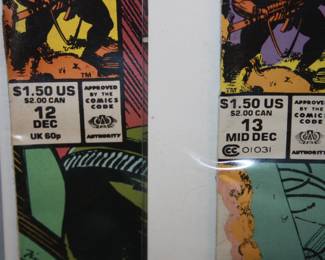 TM
$1.50 US
$2.00 CAN
12
DEC
UK 60p
APPROVED
BY THE
COMICS
CODE
AUTHORITY
TM
$1.50 US
$2.00 CAN
13
MID DEC
CC 01031
APPROVED
BY THE
COMICS
CODE
AUTHORITY